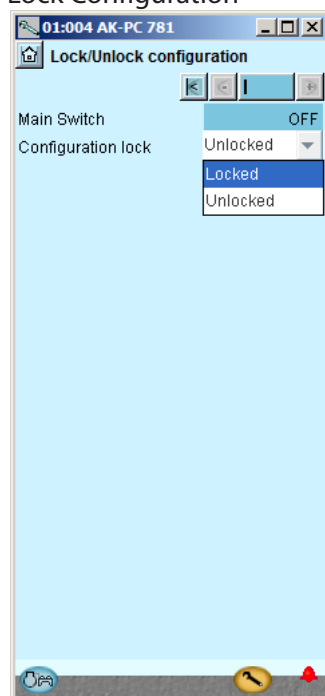 Lock Configuration
01:004 AK-PC 781
Lock/Unlock configuration
Main Switch OFF
Configuration lock Unlocked
Locked
Unlocked